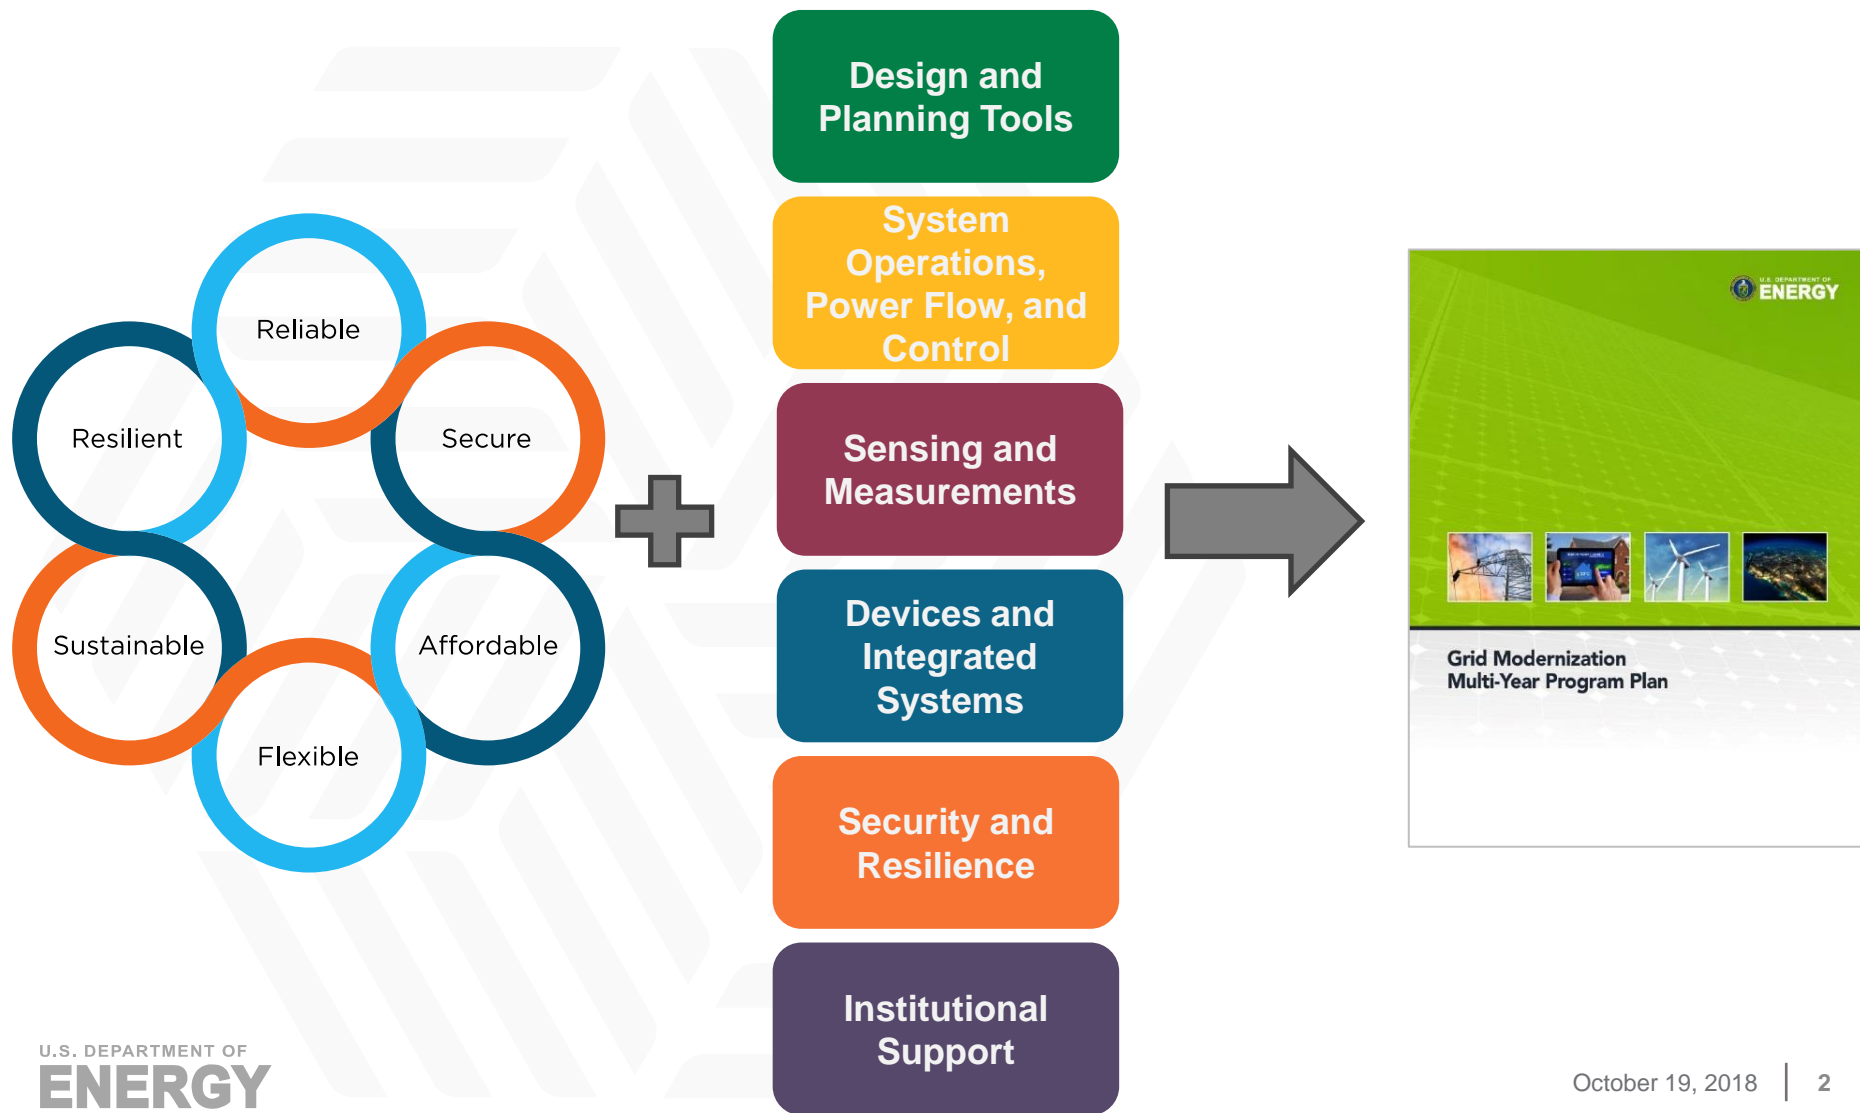 Reliable
Resilient
Secure
Sustainable
Affordable
Flexible
Design and
Planning Tools
System
Operations,
Power Flow, and
Control
Sensing and
Measurements
Devices and
Integrated
Systems
Security and
Resilience
Institutional
Support
U.S. DEPARTMENT OF
ENERGY
Grid Modernization
Multi-Year Program Plan
U.S. DEPARTMENT OF
ENERGY
October 19, 2018
2